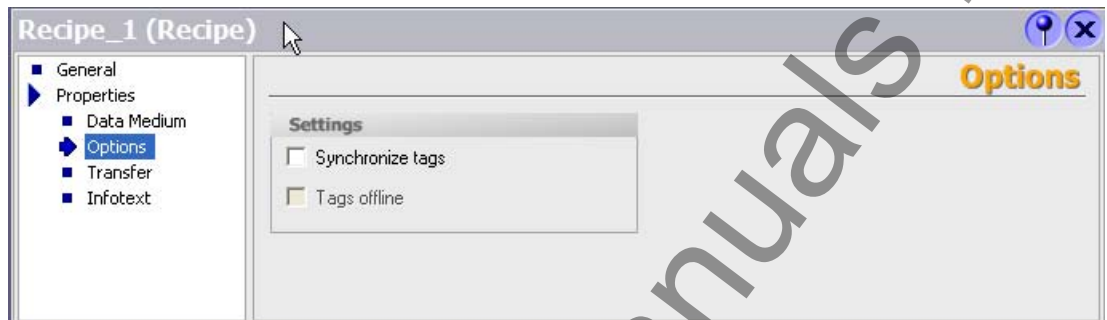 Recipe_1 (Recipe)
General
Properties
Data Medium
Options
Transfer
Infotext
Options
Settings
Synchronize tags
Tags offline